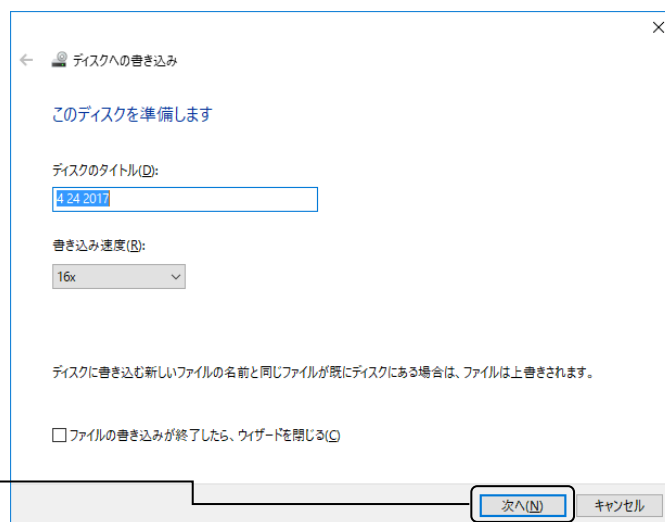 ディスクへの書き込み
このディスクを準備します
ディスクのタイトル(D):
4 24 2017
書き込み速度(R):
16x
ディスクに書き込む新しいファイルの名前と同じファイルが既にディスクにある場合は、ファイルは上書きされます。
ファイルの書き込みが終了したら、ウィザードを閉じる(C)
次へ(N)
キャンセル